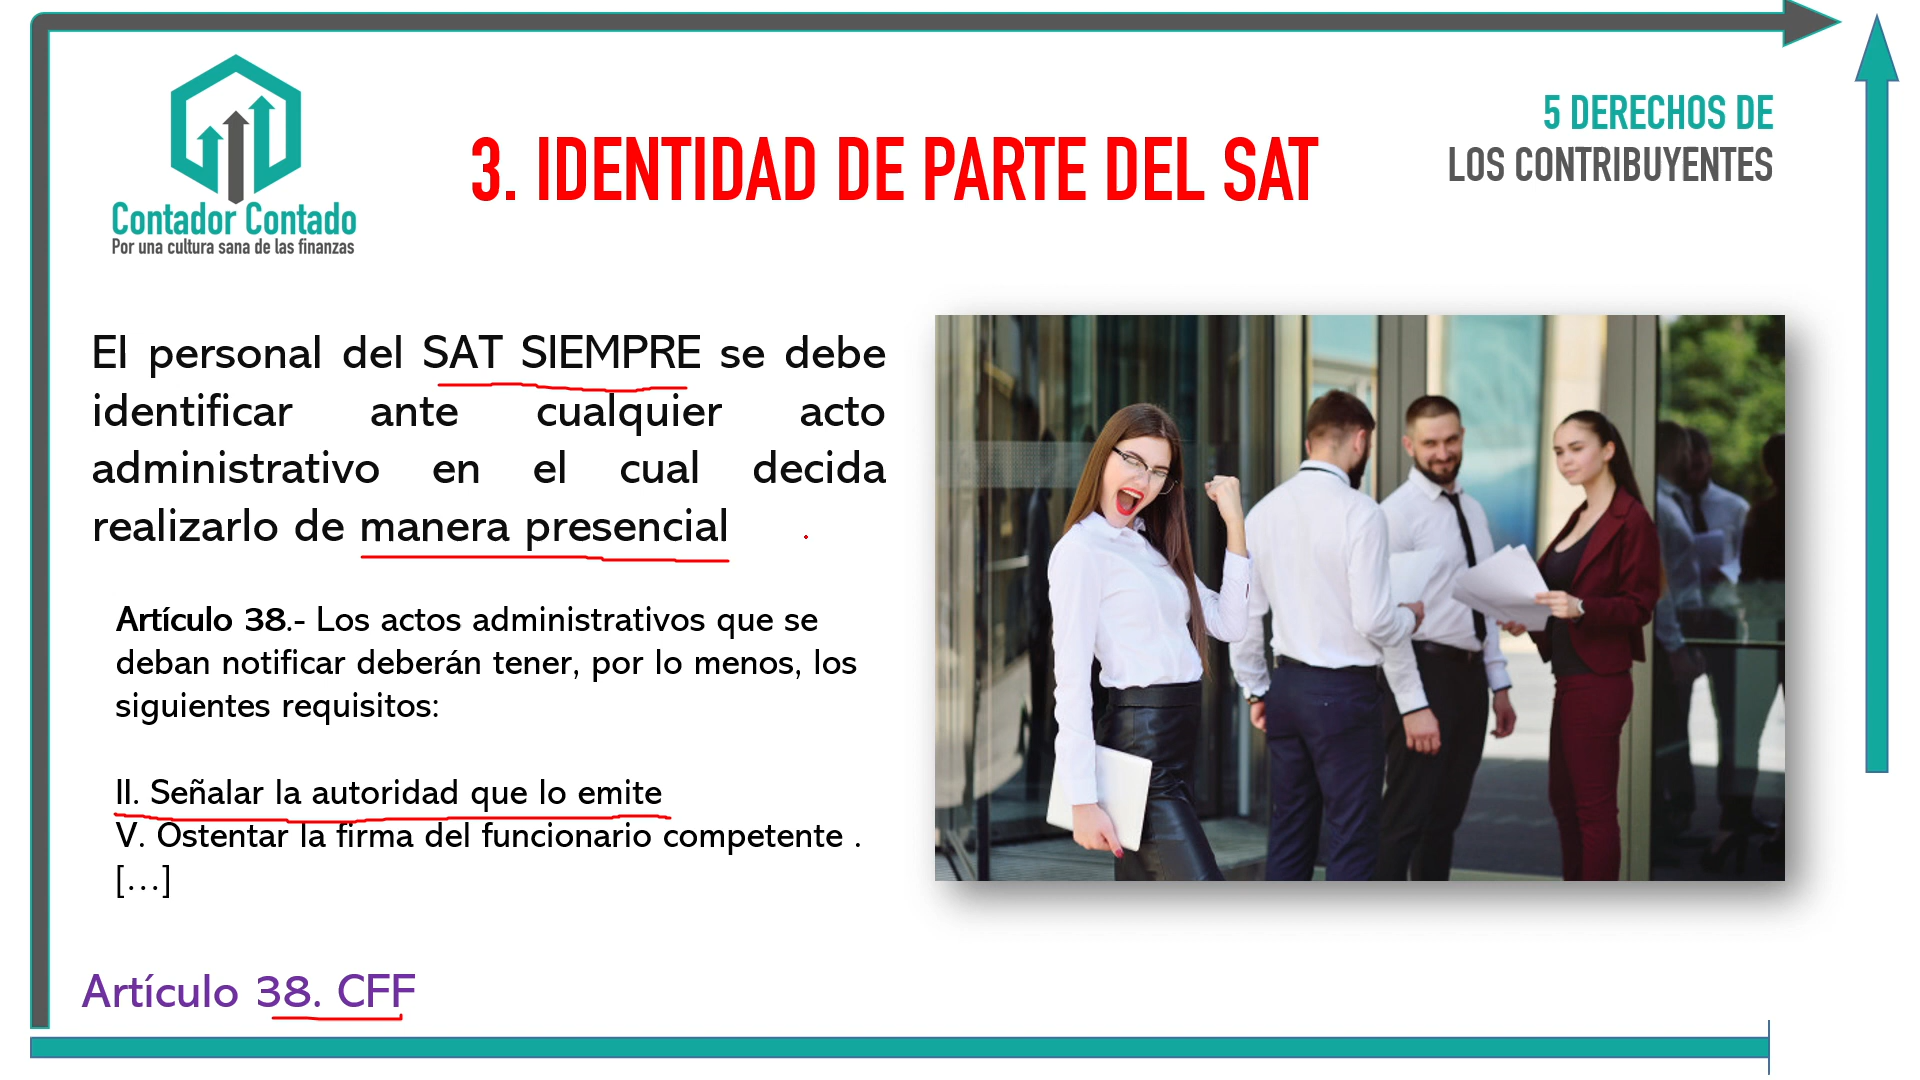 Contador Contado
Por una cultura sana de las finanzas
3. IDENTIDAD DE PARTE DEL SAT
5 DERECHOS DE
LOS CONTRIBUYENTES
El personal del SAT SIEMPRE se debe
identificar ante cualquier acto
administrativo en el cual decida
realizarlo de manera presencial
Artículo 38.- Los actos administrativos que se
deban notificar deberán tener, por lo menos, los
siguientes requisitos:
II. Señalar la autoridad que lo emite
V. Ostentar la firma del funcionario competente .
[…]
Artículo 38. CFF